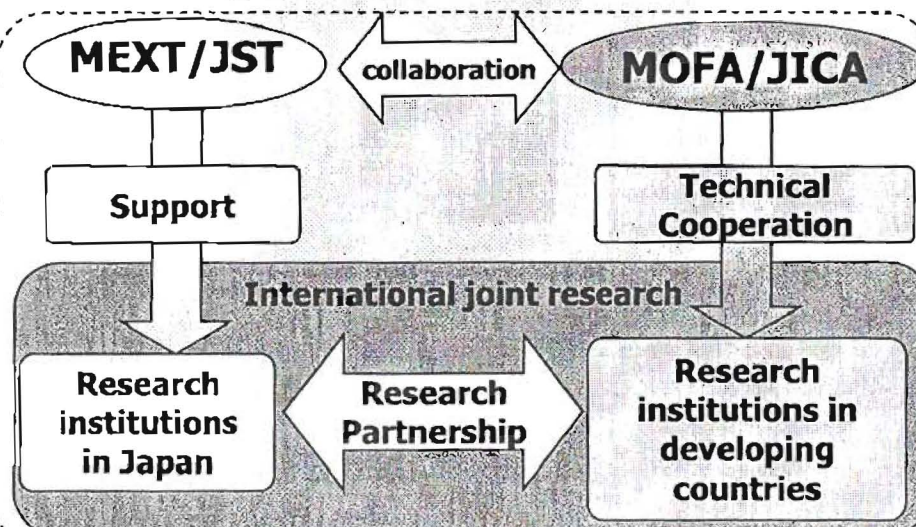 MEXT/JST
collaboration
MOFA/JICA
Support
Technical
Cooperation
International joint research
Research
institutions
in Japan
Research
Partnership
Research
institutions in
developing
countries